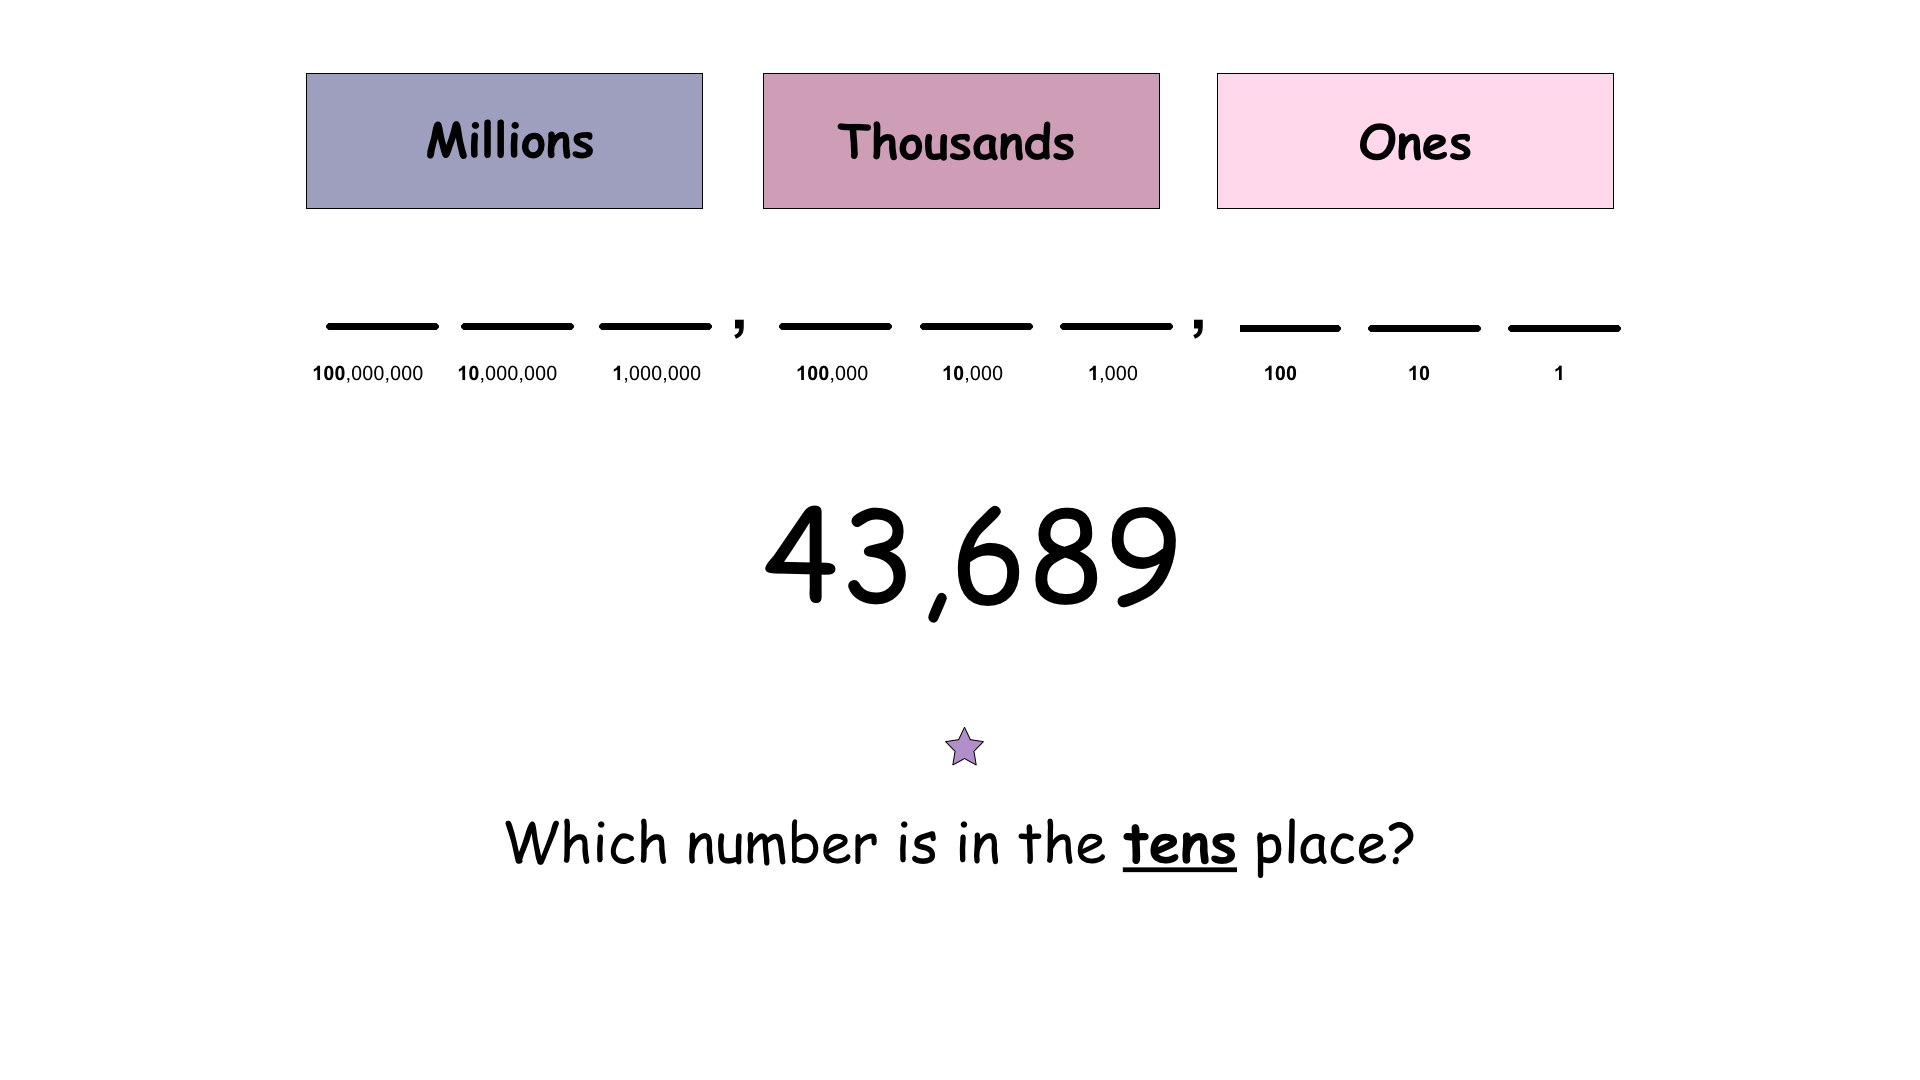 Millions Thousands Ones
, ,
100,000,000 10,000,000 1,000,000 100,000 10,000 1,000 100 10 1
43,689
Which number is in the tens place?